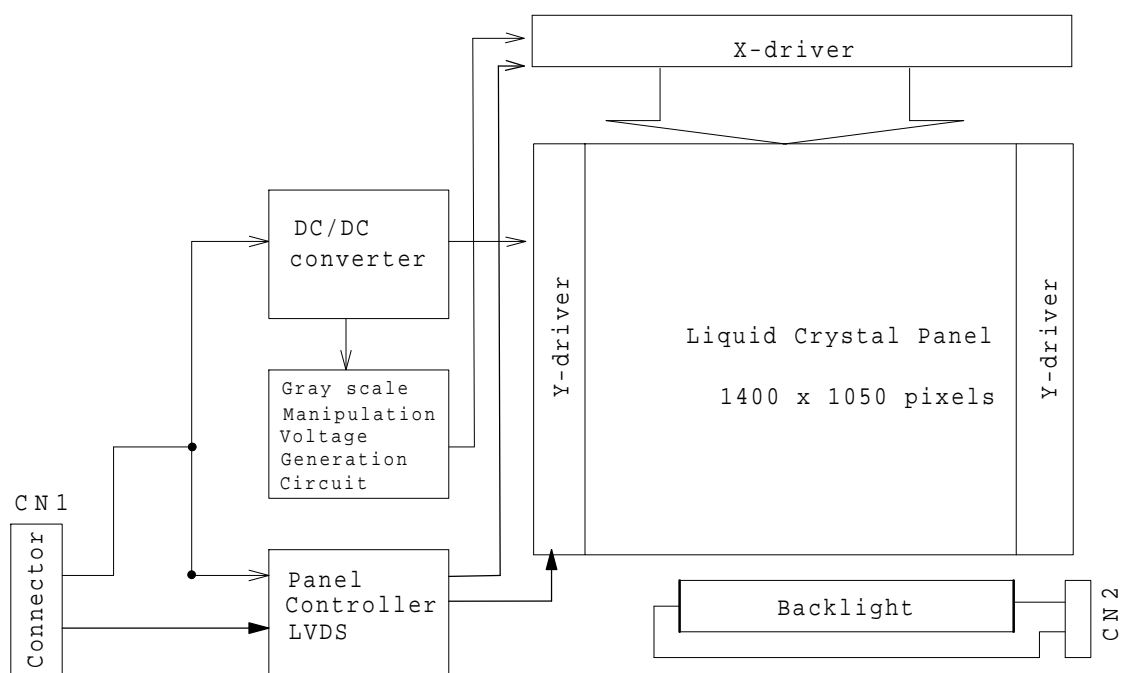 X-driver
DC/DC
converter
Y-driver
Liquid Crystal Panel
1400 x 1050 pixels
Y-driver
Gray scale
Manipulation
Voltage
Generation
Circuit
CN1
Connector
Panel
Controller
LVDS
Backlight
CN2